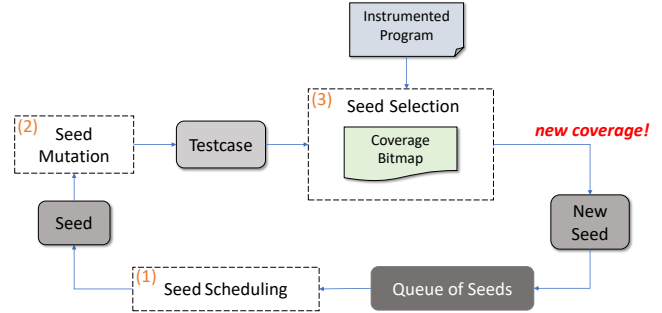 Instrumented
Program
(3)
Seed Selection
Coverage
Bitmap
new coverage!
(2)
Seed
Mutation
Testcase
Seed
New
Seed
(1)
Seed Scheduling
Queue of Seeds